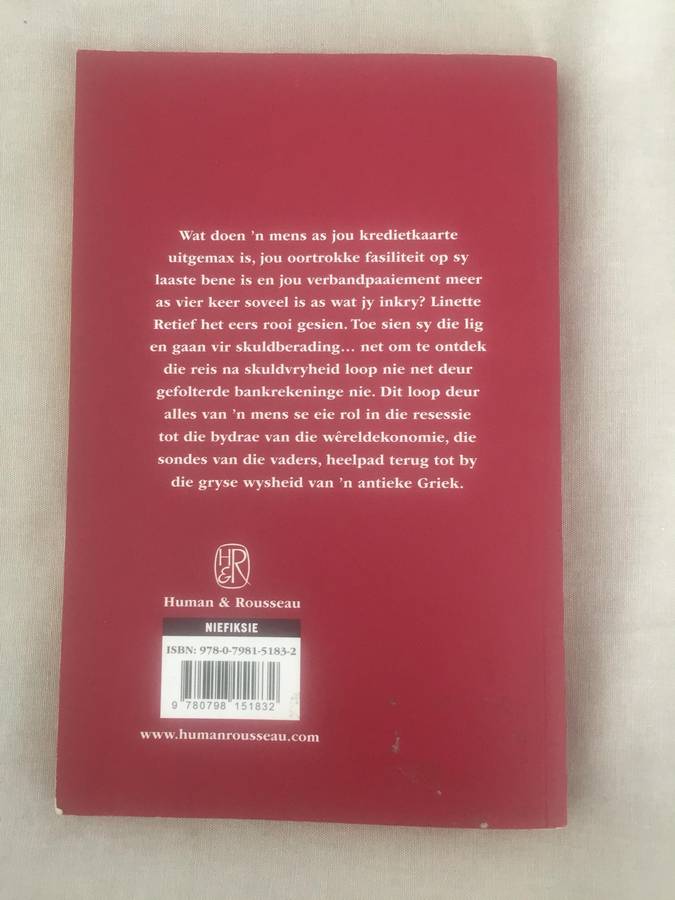 Wat doen 'n mens as jou kredietkaarte
uitgemax is, jou oortrokke fasiliteit op sy
laaste bene is en jou verbandpaaiement meer
as vier keer soveel is as wat jy inkry? Linette
Retief het eers rooi gesien. Toe sien sy die lig
en gaan vir skuldberading... net om te ontdek
die reis na skuldvryheid loop nie net deur
gefolterde bankrekeninge nie. Dit loop deur
alles van 'n mens se eie rol in die resessie
tot die bydrae van die wêreldekonomie, die
sondes van die vaders, heelpad terug tot by
die gryse wysheid van 'n antieke Griek.
H&R
Human & Rousseau
NIEFIKSIE
ISBN: 978-0-7981-5183-2
9 780798 151832
www.humanrousseau.com